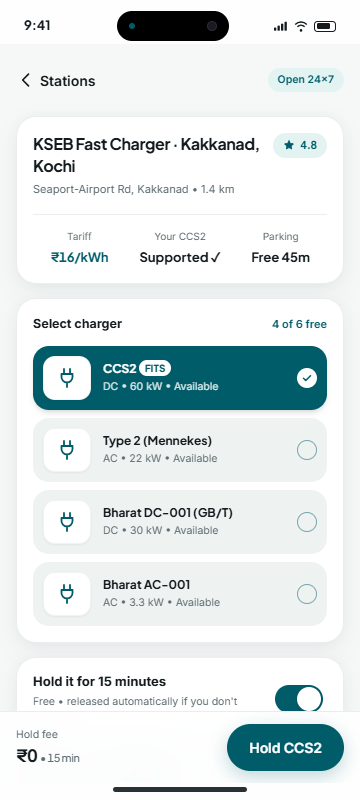 9:41
Stations
Open 24×7
KSEB Fast Charger · Kakkanad,
Kochi
4.8
Seaport-Airport Rd, Kakkanad • 1.4 km
Tariff
Your CCS2
Parking
₹16/kWh
Supported ✓
Free 45m
Select charger
4 of 6 free
CCS2 FITS
DC • 60 kW • Available
Type 2 (Mennekes)
AC • 22 kW • Available
Bharat DC-001 (GB/T)
DC • 30 kW • Available
Bharat AC-001
AC • 3.3 kW • Available
Hold it for 15 minutes
Free • released automatically if you don't
Hold fee
₹0 • 15 min
Hold CCS2